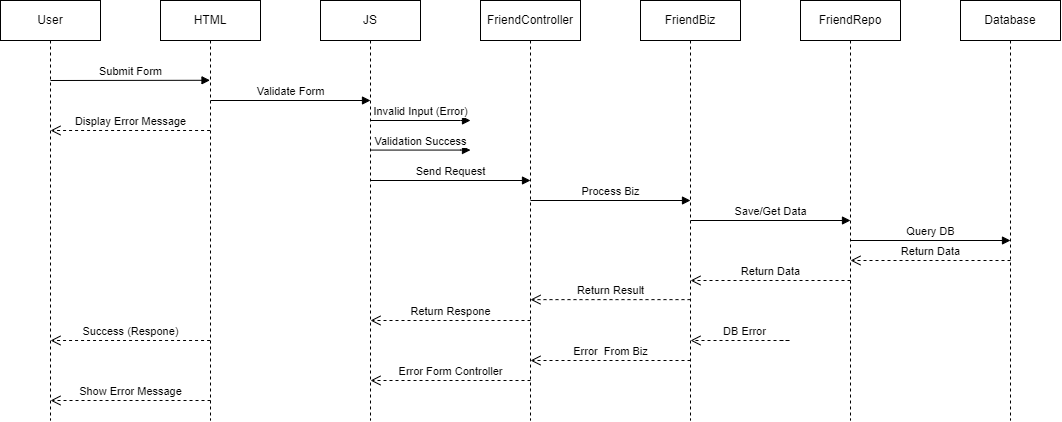 User
HTML
JS
FriendController
FriendBiz
FriendRepo
Database
Submit Form
Validate Form
Invalid Input (Error)
Display Error Message
Validation Success
Send Request
Process Biz
Save/Get Data
Query DB
Return Data
Return Data
Return Result
Return Respone
Success (Respone)
DB Error
Error From Biz
Error Form Controller
Show Error Message